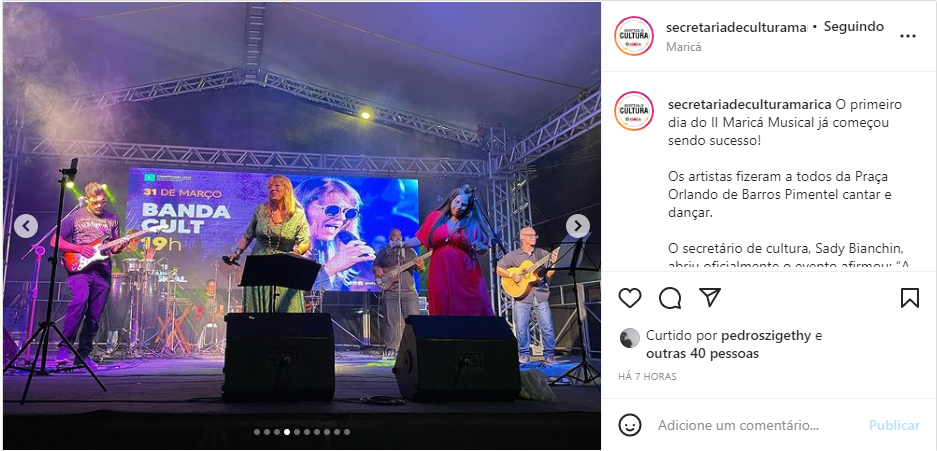 31 DE MARÇO
BANDA
CULT
19h
secretariadeculturama • Seguindo
Maricá
CULTURA
secretariadeculturamarica O primeiro
dia do II Maricá Musical já começou
sendo sucesso!
Os artistas fizeram a todos da Praça
Orlando de Barros Pimentel cantar e
dançar.
O secretário de cultura, Sady Bianchin,
abriu oficialmente o evento afirmou: “A
CULTURA
Curtido por pedroszigethy e
outras 40 pessoas
HÁ 7 HORAS
Adicione um comentário... Publicar